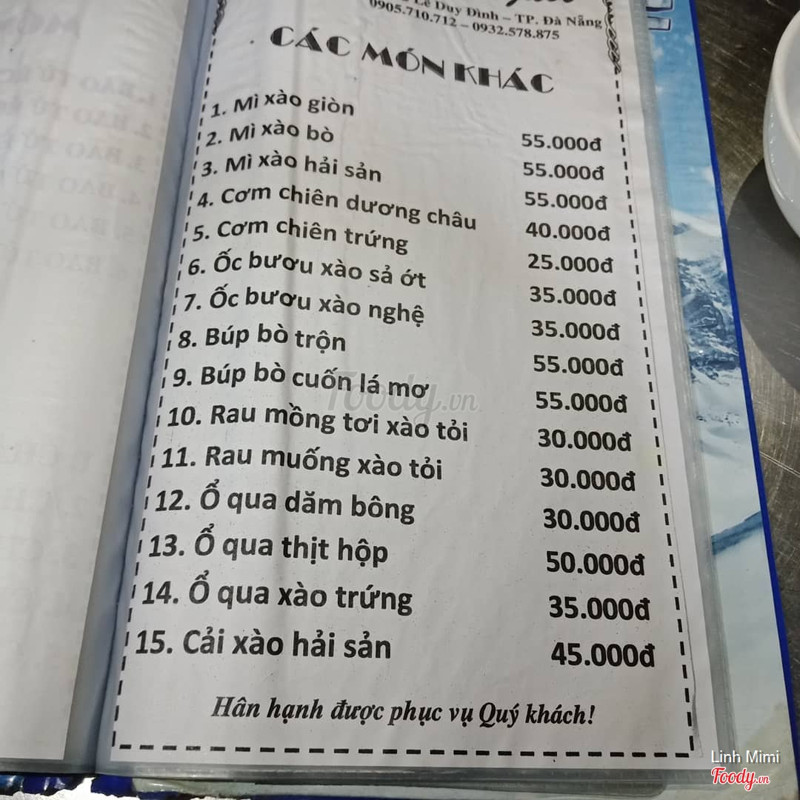 Lê Duy Đình – TP. Đà Nẵng
0905.710.712 – 0932.578.875
CÁC MÓN KHÁC
1. Mì xào giòn 55.000đ
2. Mì xào bò 55.000đ
3. Mì xào hải sản 55.000đ
4. Cơm chiên dương châu 40.000đ
5. Cơm chiên trứng 25.000đ
6. Ốc bươu xào sả ớt 35.000đ
7. Ốc bươu xào nghệ 35.000đ
8. Búp bò trộn 55.000đ
9. Búp bò cuốn lá mơ 55.000đ
10. Rau mồng tơi xào tỏi 30.000đ
11. Rau muống xào tỏi 30.000đ
12. Ổ qua dăm bông 30.000đ
13. Ổ qua thịt hộp 50.000đ
14. Ổ qua xào trứng 35.000đ
15. Cải xào hải sản 45.000đ
Hân hạnh được phục vụ Quý khách!
Foody.vn
Linh Mimi
Foody.vn